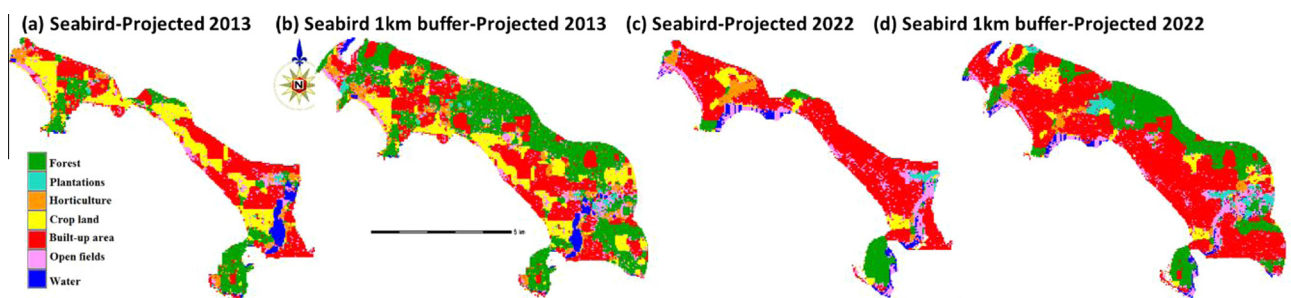 (a) Seabird-Projected 2013
(b) Seabird 1km buffer-Projected 2013
(c) Seabird-Projected 2022
(d) Seabird 1km buffer-Projected 2022
N
Forest
Plantations
Horticulture
Crop land
Built-up area
Open fields
Water